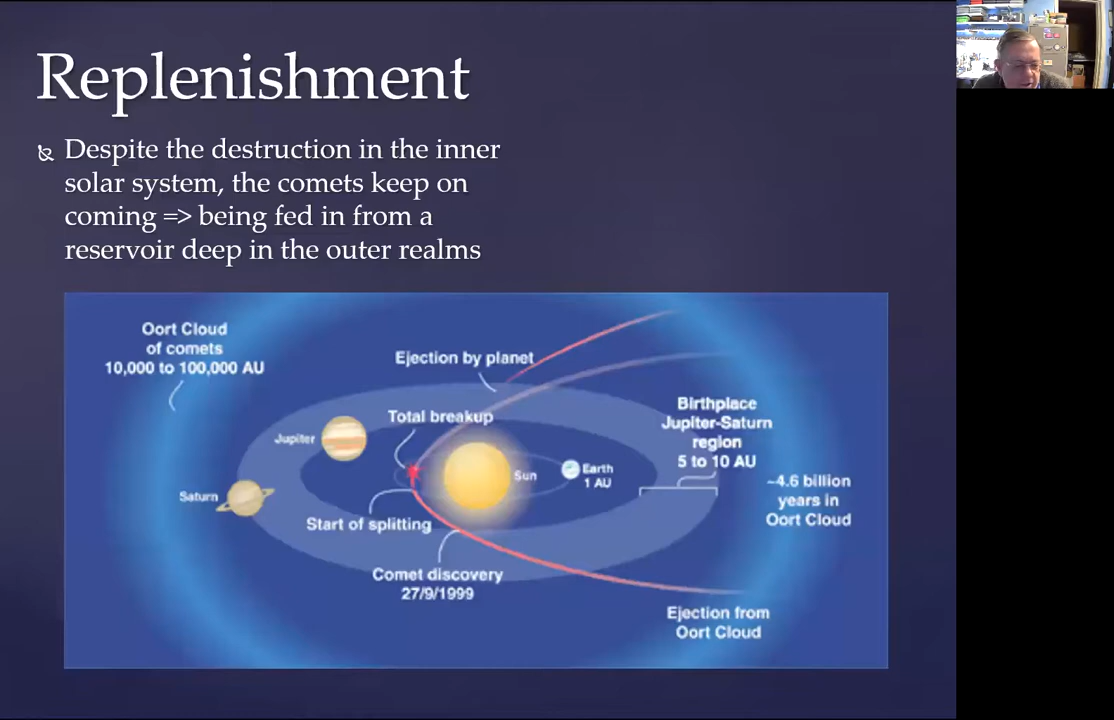 Replenishment
Despite the destruction in the inner
solar system, the comets keep on
coming => being fed in from a
reservoir deep in the outer realms
Oort Cloud
of comets
10,000 to 100,000 AU
Ejection by planet
Total breakup
Jupiter
Saturn
Sun
Earth
1 AU
Birthplace
Jupiter-Saturn
region
5 to 10 AU
~4.6 billion
years in
Oort Cloud
Start of splitting
Comet discovery
27/9/1999
Ejection from
Oort Cloud